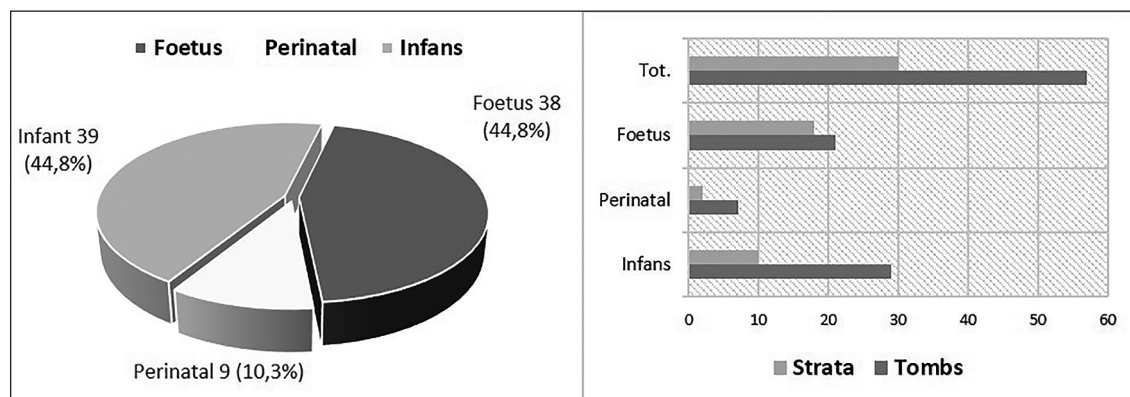 Foetus Perinatal Infans
Foetus 38
(44,8%)
Infant 39
(44,8%)
Perinatal 9 (10,3%)
Tot.
Foetus
Perinatal
Infans
0 10 20 30 40 50 60
Strata Tombs